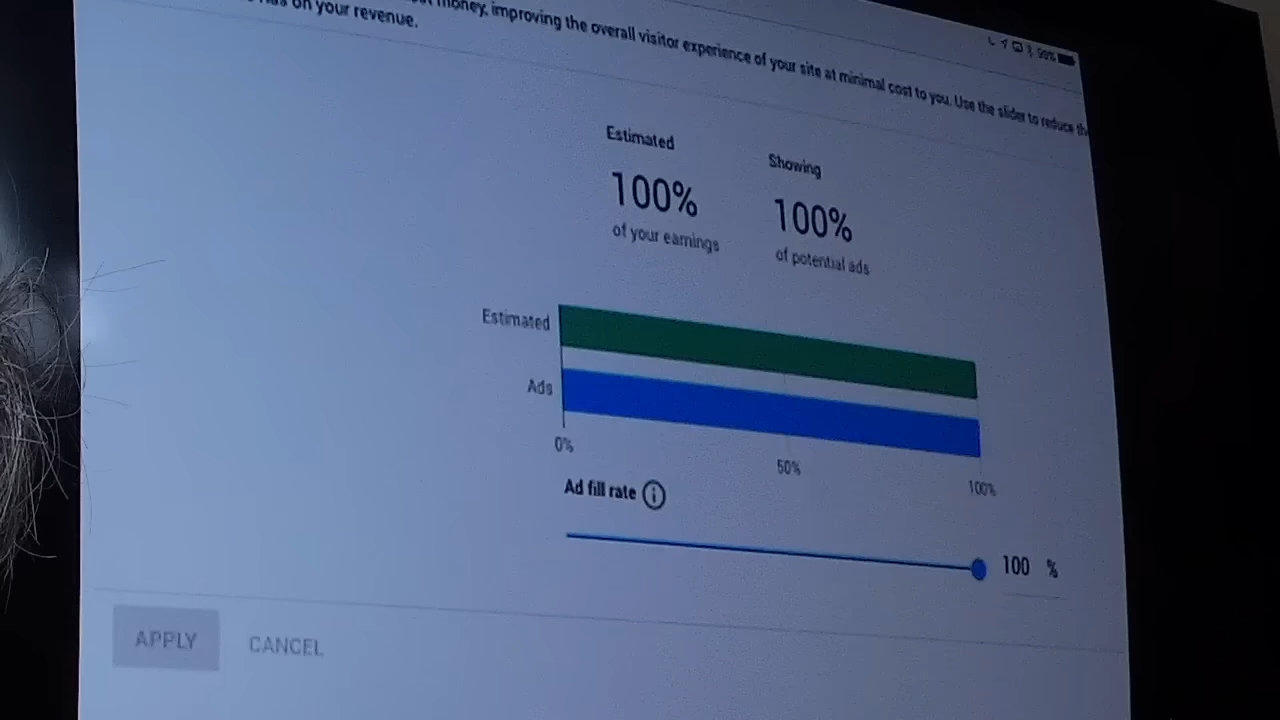 money, improving the overall visitor experience of your site at minimal cost to you. Use the slider to reduce
on your revenue.
99%
Estimated
100%
of your earnings
Showing
100%
of potential ads
Estimated
Ads
0%
50%
100%
Ad fill rate
100 %
APPLY
CANCEL